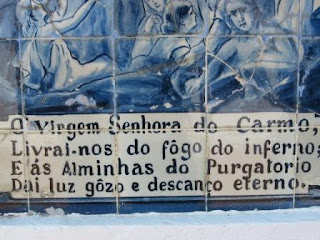 O Virgem Senhora do Carmo,
Livrai-nos do fôgo do inferno;
E ás Alminhas do Purgatorio
Dai luz gôzo e descanço eterno.